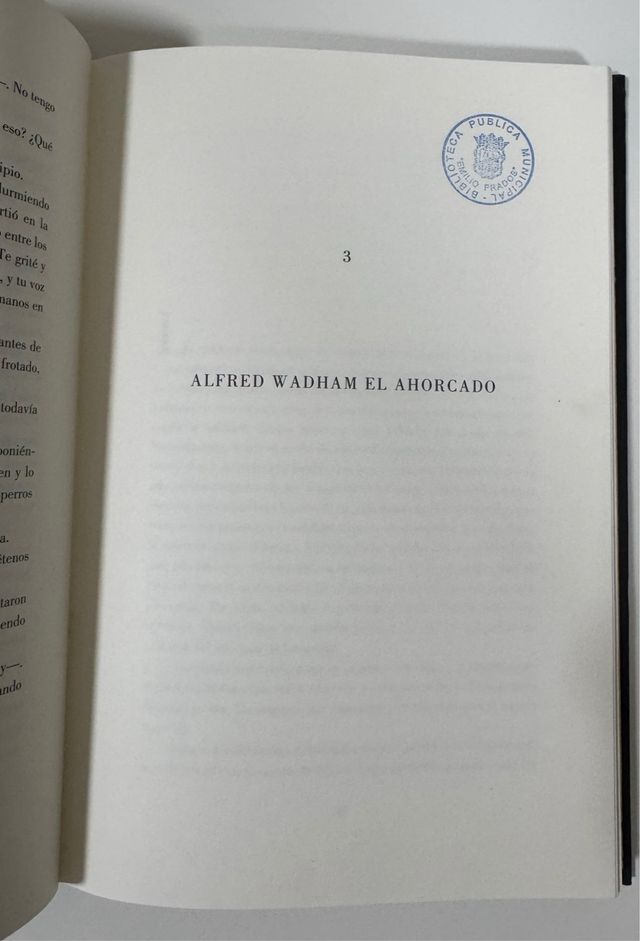 —. No tengo
eso? ¿Qué
ipio.
lurmiendo
rtió en la
entre los
Te grité y
, y tu voz
manos en
antes de
frotado.
todavía
ponién-
en y lo
perros
a.
étenos
taron
endo
y—.
ando
BIBLIOTECA PUBLICA MUNICIPAL -
"EMILIO PRADOS"
3
ALFRED WADHAM EL AHORCADO